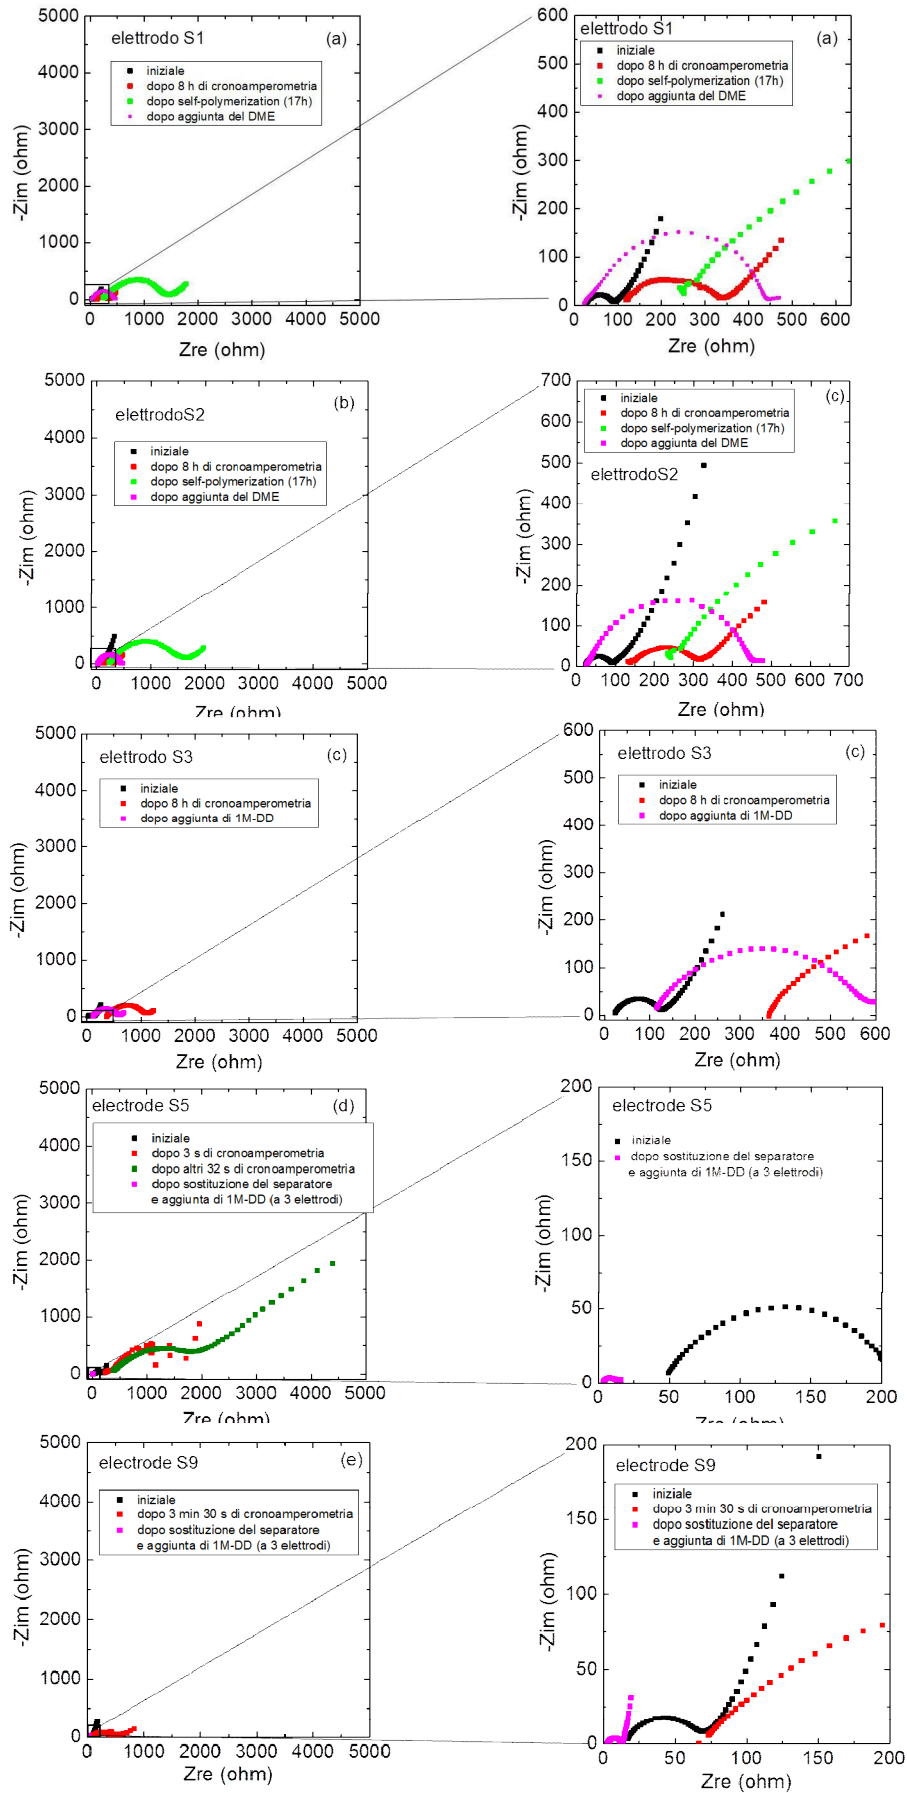 elettrodo S1
(a)
iniziale
dopo 8 h di cronoamperometria
dopo self-polymerization (17h)
dopo aggiunta del DME
5000
4000
3000
2000
1000
0
-Zim (ohm)
0 1000 2000 3000 4000 5000
Zre (ohm)
elettrodo S1
(a)
iniziale
dopo 8 h di cronoamperometria
dopo self-polymerization (17h)
dopo aggiunta del DME
600
500
400
300
200
100
0
-Zim (ohm)
0 100 200 300 400 500 600
Zre (ohm)
(b)
elettrodoS2
iniziale
dopo 8 h di cronoamperometria
dopo self-polymerization (17h)
dopo aggiunta del DME
5000
4000
3000
2000
1000
0
-Zim (ohm)
0 1000 2000 3000 4000 5000
Zre (ohm)
(c)
iniziale
dopo 8 h di cronoamperometria
dopo self-polymerization (17h)
dopo aggiunta del DME
elettrodoS2
700
600
500
400
300
200
100
0
-Zim (ohm)
0 100 200 300 400 500 600 700
Zre (ohm)
elettrodo S3
(c)
iniziale
dopo 8 h di cronoamperometria
dopo aggiunta di 1M-DD
5000
4000
3000
2000
1000
0
-Zim (ohm)
0 1000 2000 3000 4000 5000
Zre (ohm)
elettrodo S3
(c)
iniziale
dopo 8 h di cronoamperometria
dopo aggiunta di 1M-DD
600
500
400
300
200
100
0
-Zim (ohm)
0 100 200 300 400 500 600
Zre (ohm)
electrode S5
(d)
iniziale
dopo 3 s di cronoamperometria
dopo altri 32 s di cronoamperometria
dopo sostituzione del separatore
e aggiunta di 1M-DD (a 3 elettrodi)
5000
4000
3000
2000
1000
0
-Zim (ohm)
0 1000 2000 3000 4000 5000
Zre (ohm)
electrode S5
iniziale
dopo sostituzione del separatore
e aggiunta di 1M-DD (a 3 elettrodi)
200
150
100
50
0
-Zim (ohm)
0 50 100 150 200
Zre (ohm)
electrode S9
(e)
iniziale
dopo 3 min 30 s di cronoamperometria
dopo sostituzione del separatore
e aggiunta di 1M-DD (a 3 elettrodi)
5000
4000
3000
2000
1000
0
-Zim (ohm)
0 1000 2000 3000 4000 5000
Zre (ohm)
electrode S9
iniziale
dopo 3 min 30 s di cronoamperometria
dopo sostituzione del separatore
e aggiunta di 1M-DD (a 3 elettrodi)
200
150
100
50
0
-Zim (ohm)
0 50 100 150 200
Zre (ohm)